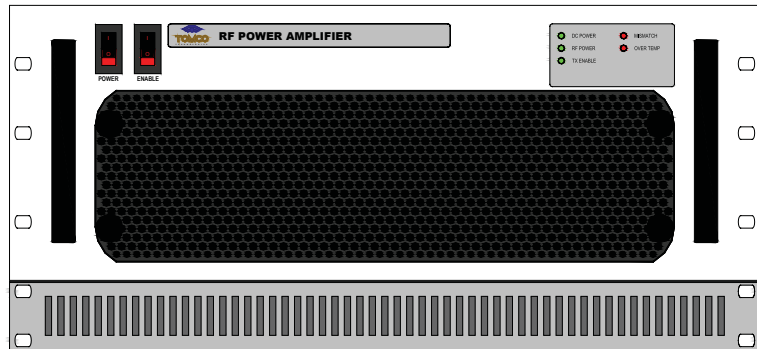 TOMCO
RF POWER AMPLIFIER
POWER
ENABLE
DC POWER
RF POWER
TX ENABLE
MISMATCH
OVER TEMP